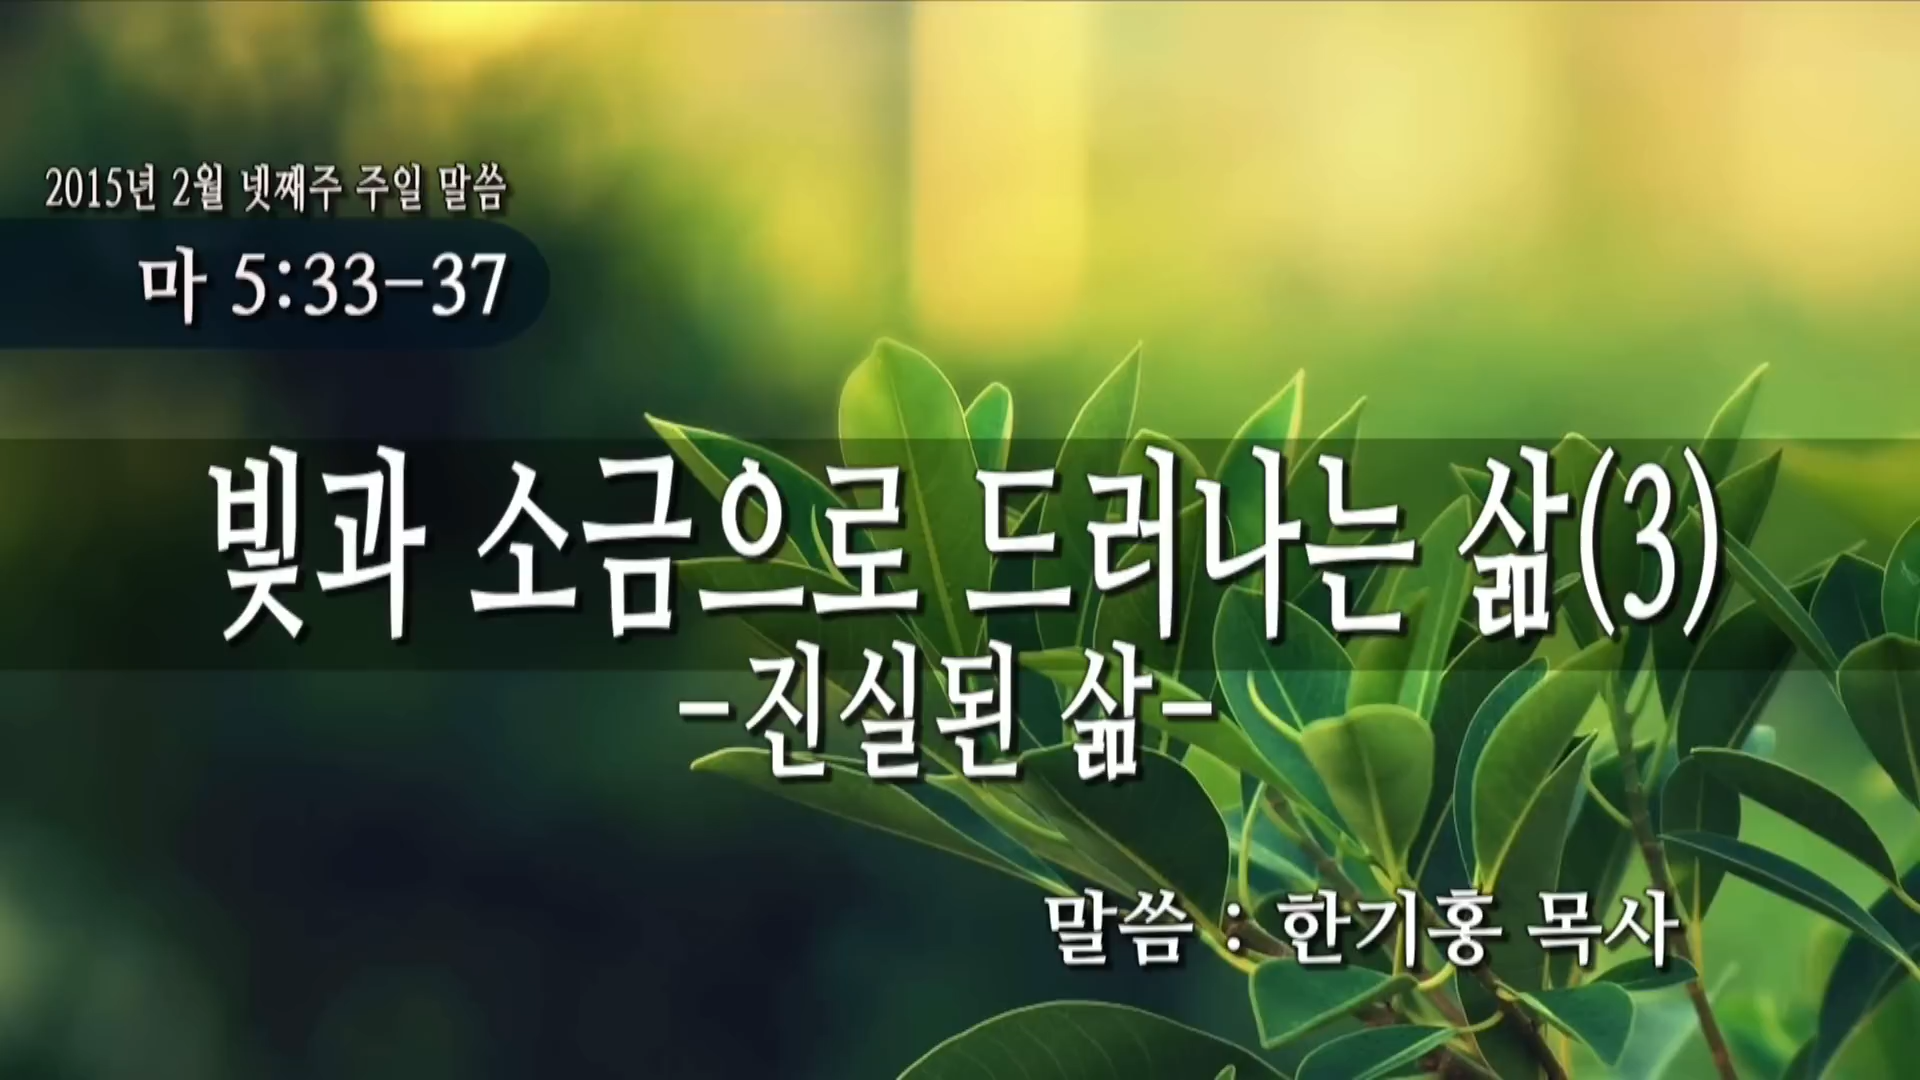 2015년 2월 넷째주 주일 말씀
마 5:33-37
빛과 소금으로 드러나는 삶(3)
-진실된 삶-
말씀 : 한기홍 목사